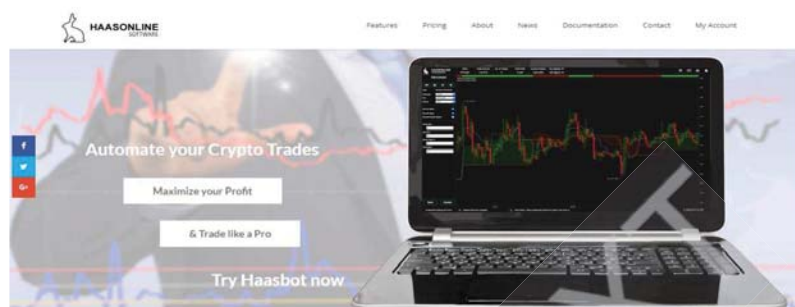 HAASONLINE
SOFTWARE
Features Pricing About News Documentation Contact My Account
Automate your Crypto Trades
Maximize your Profit
& Trade like a Pro
Try Haasbot now